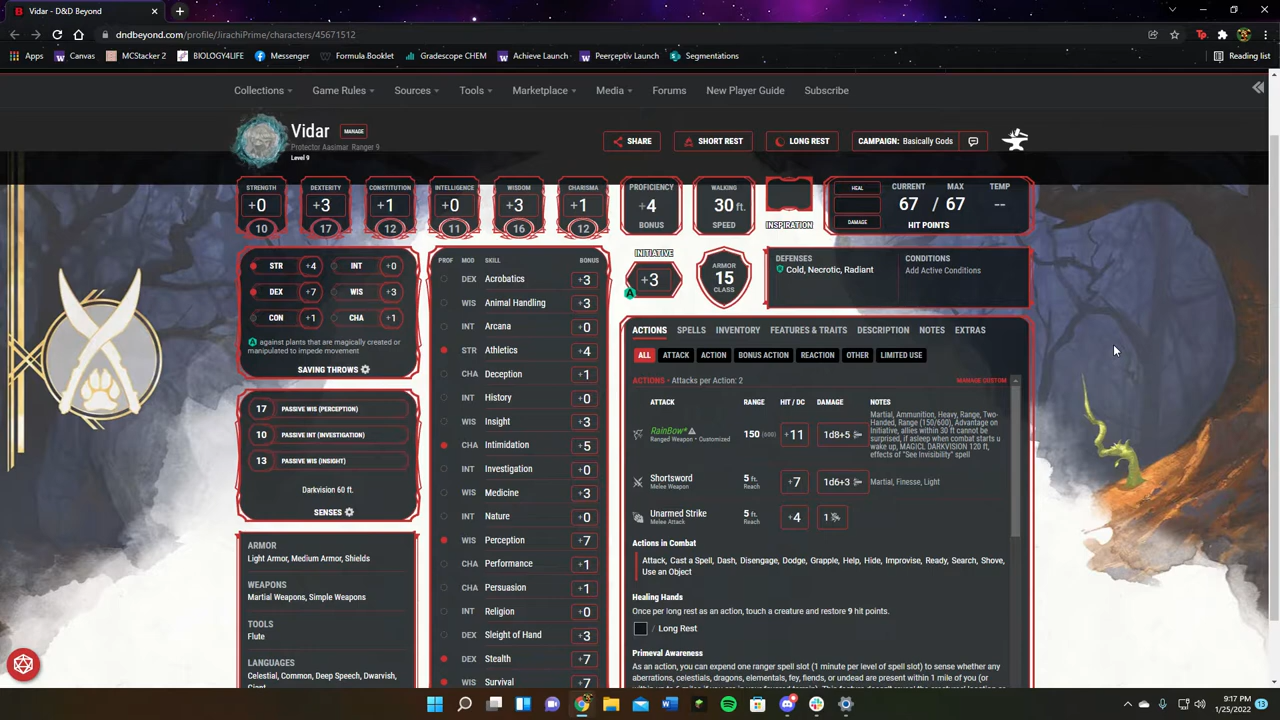 Vidar - D&D Beyond
dndbeyond.com/profile/JirachiPrime/characters/45671512
Apps Canvas MCStacker 2 BIOLOGY4LIFE Messenger Formula Booklet Gradescope CHEM Achieve Launch Peerceptiv Launch Segmentations Reading list
Collections Game Rules Sources Tools Marketplace Media Forums New Player Guide Subscribe
Vidar MANAGE
Protector Aasimar Ranger 9
Level 9
SHARE SHORT REST LONG REST CAMPAIGN: Basically Gods
STRENGTH +0 10
DEXTERITY +3 17
CONSTITUTION +1 12
INTELLIGENCE +0 11
WISDOM +3 16
CHARISMA +1 12
PROFICIENCY +4 BONUS
WALKING 30 ft. SPEED
INSPIRATION
HEAL
DAMAGE
CURRENT MAX TEMP
67 / 67 --
HIT POINTS
STR +4 INT +0
DEX +7 WIS +3
CON +1 CHA +1
A against plants that are magically created or
manipulated to impede movement
SAVING THROWS
17 PASSIVE WIS (PERCEPTION)
10 PASSIVE INT (INVESTIGATION)
13 PASSIVE WIS (INSIGHT)
Darkvision 60 ft.
SENSES
ARMOR
Light Armor, Medium Armor, Shields
WEAPONS
Martial Weapons, Simple Weapons
TOOLS
Flute
LANGUAGES
Celestial, Common, Deep Speech, Dwarvish,
Giant
PROF MOD SKILL BONUS
DEX Acrobatics +3
WIS Animal Handling +3
INT Arcana +0
STR Athletics +4
CHA Deception +1
INT History +0
WIS Insight +3
CHA Intimidation +5
INT Investigation +0
WIS Medicine +3
INT Nature +0
WIS Perception +7
CHA Performance +1
CHA Persuasion +1
INT Religion +0
DEX Sleight of Hand +3
DEX Stealth +7
WIS Survival +7
INITIATIVE
+3
A
ARMOR
15
CLASS
DEFENSES
Cold, Necrotic, Radiant
CONDITIONS
Add Active Conditions
ACTIONS SPELLS INVENTORY FEATURES & TRAITS DESCRIPTION NOTES EXTRAS
ALL ATTACK ACTION BONUS ACTION REACTION OTHER LIMITED USE
ACTIONS • Attacks per Action: 2 MANAGE CUSTOM
ATTACK RANGE HIT / DC DAMAGE NOTES
RainBow*
Ranged Weapon • Customized
150 (600) +11 1d8+5
Martial, Ammunition, Heavy, Range, Two-
Handed, Range (150/600), Advantage on
Initiative, allies within 30 ft cannot be
surprised, if asleep when combat starts u
wake up, MAGICL DARKVISION 120 ft,
effects of "See Invisibility" spell
Shortsword
Melee Weapon
5 ft.
Reach
+7 1d6+3 Martial, Finesse, Light
Unarmed Strike
Melee Attack
5 ft.
Reach
+4 1
Actions in Combat
Attack, Cast a Spell, Dash, Disengage, Dodge, Grapple, Help, Hide, Improvise, Ready, Search, Shove,
Use an Object
Healing Hands
Once per long rest as an action, touch a creature and restore 9 hit points.
/ Long Rest
Primeval Awareness
As an action, you can expend one ranger spell slot (1 minute per level of spell slot) to sense whether any
aberrations, celestials, dragons, elementals, fey, fiends, or undead are present within 1 mile of you (or
9:17 PM
1/25/2022
13